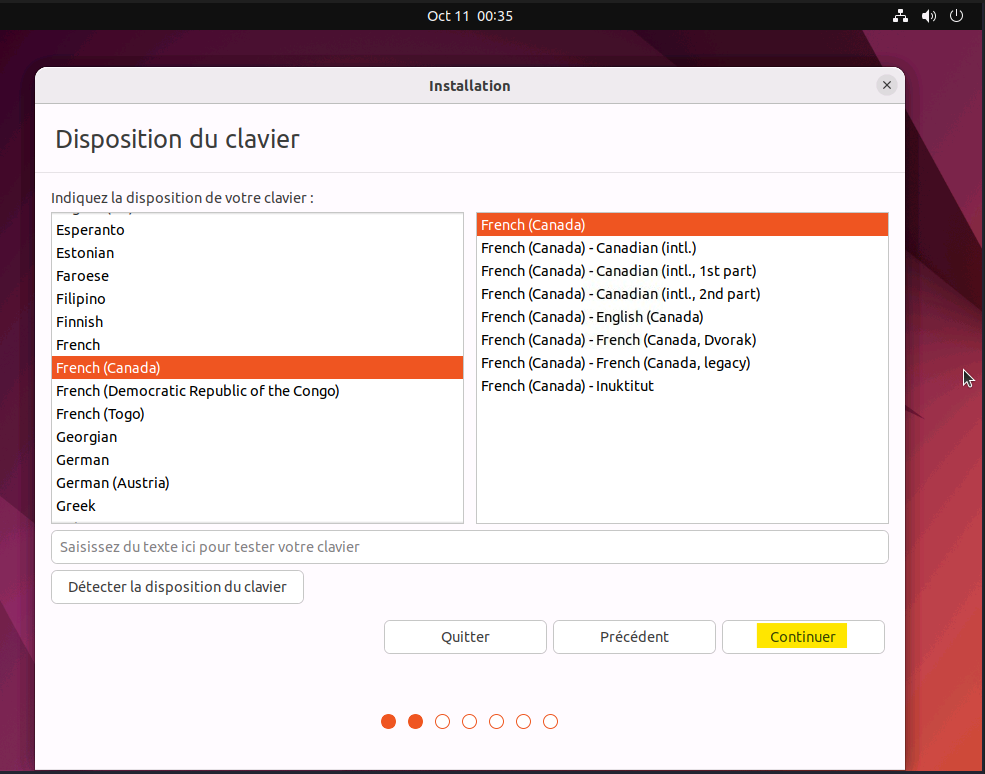 Oct 11 00:35
Installation
Disposition du clavier
Indiquez la disposition de votre clavier :
Esperanto
Estonian
Faroese
Filipino
Finnish
French
French (Canada)
French (Democratic Republic of the Congo)
French (Togo)
Georgian
German
German (Austria)
Greek
French (Canada)
French (Canada) - Canadian (intl.)
French (Canada) - Canadian (intl., 1st part)
French (Canada) - Canadian (intl., 2nd part)
French (Canada) - English (Canada)
French (Canada) - French (Canada, Dvorak)
French (Canada) - French (Canada, legacy)
French (Canada) - Inuktitut
Saisissez du texte ici pour tester votre clavier
Détecter la disposition du clavier
Quitter
Précédent
Continuer